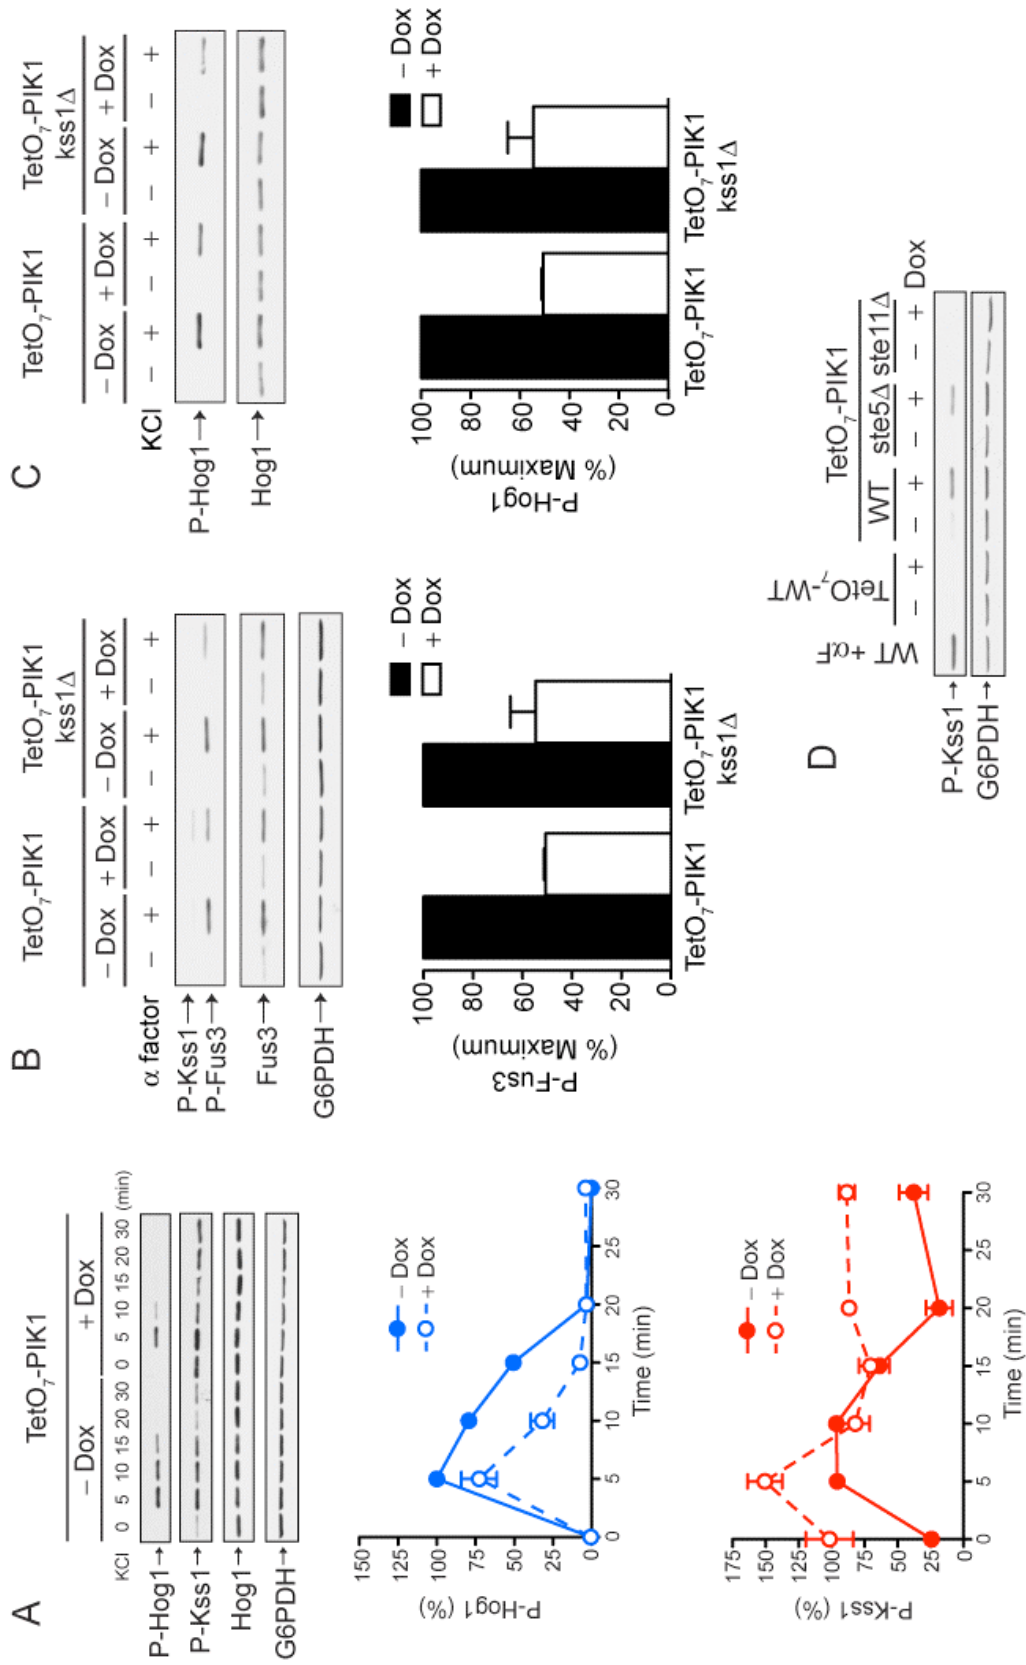 A
TetO7-PIK1
– Dox + Dox
KCl 0 5 10 15 20 30 0 5 10 15 20 30 (min)
P-Hog1→
P-Kss1→
Hog1→
G6PDH→
P-Hog1 (%)
150
125
100
75
50
25
0
– Dox
+ Dox
0 5 10 15 20 25 30
Time (min)
P-Kss1 (%)
175
150
125
100
75
50
25
0
– Dox
+ Dox
0 5 10 15 20 25 30
Time (min)
B
TetO7-PIK1 TetO7-PIK1
kss1Δ
– Dox + Dox – Dox + Dox
α factor – + – + – + – +
P-Kss1→
P-Fus3→
Fus3→
G6PDH→
P-Fus3
(% Maximum)
100
80
60
40
20
0
– Dox
+ Dox
TetO7-PIK1 TetO7-PIK1
kss1Δ
C
TetO7-PIK1 TetO7-PIK1
kss1Δ
– Dox + Dox – Dox + Dox
KCl – + – + – + – +
P-Hog1→
Hog1→
P-Hog1
(% Maximum)
100
80
60
40
20
0
– Dox
+ Dox
TetO7-PIK1 TetO7-PIK1
kss1Δ
D
TetO7-PIK1
WT + αF TetO7-WT WT ste5Δ ste11Δ
– + – + – + – + Dox
P-Kss1→
G6PDH→